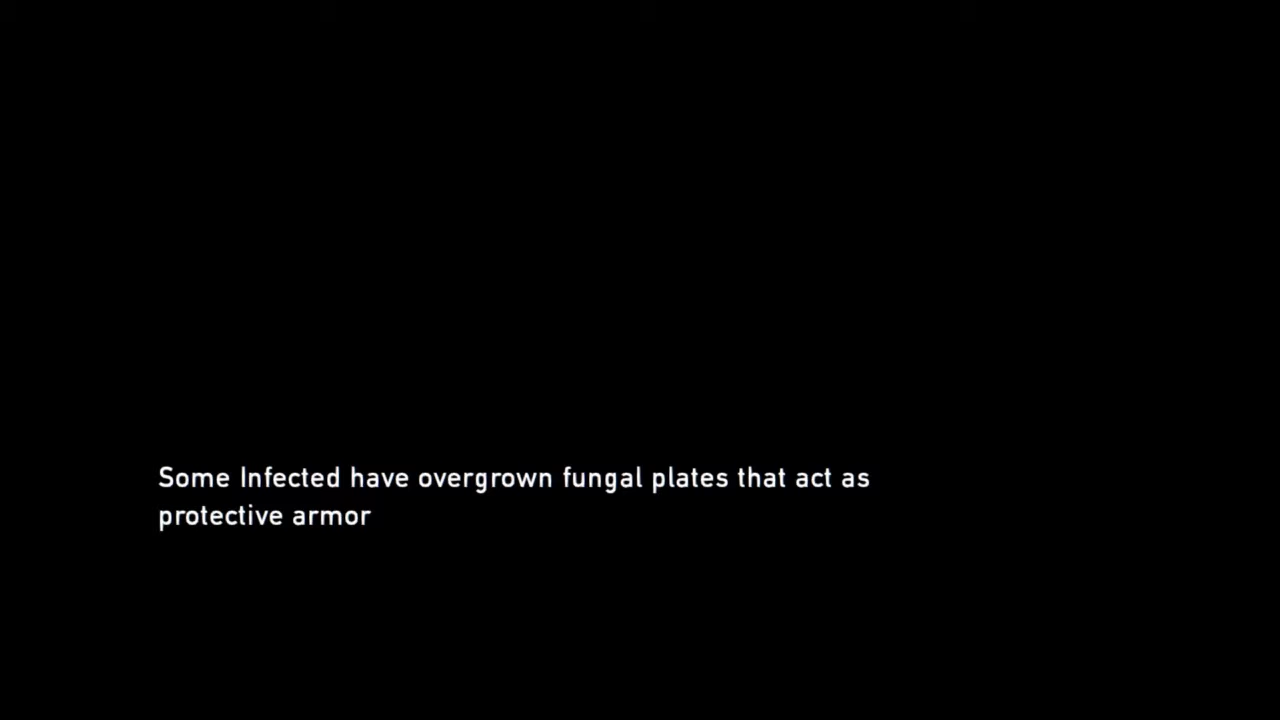 Some Infected have overgrown fungal plates that act as
protective armor